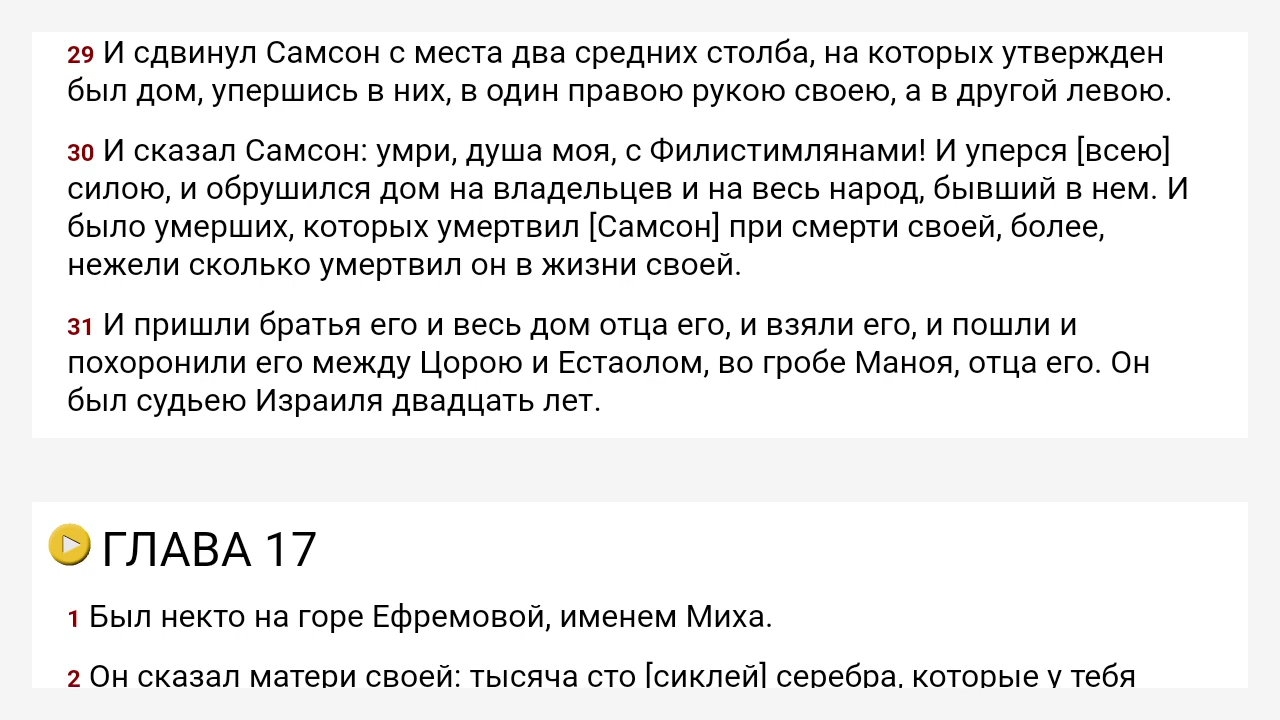 29 И сдвинул Самсон с места два средних столба, на которых утвержден
был дом, упершись в них, в один правою рукою своею, а в другой левою.
30 И сказал Самсон: умри, душа моя, с Филистимлянами! И уперся [всею]
силою, и обрушился дом на владельцев и на весь народ, бывший в нем. И
было умерших, которых умертвил [Самсон] при смерти своей, более,
нежели сколько умертвил он в жизни своей.
31 И пришли братья его и весь дом отца его, и взяли его, и пошли и
похоронили его между Цорою и Естаолом, во гробе Маноя, отца его. Он
был судьею Израиля двадцать лет.
ГЛАВА 17
1 Был некто на горе Ефремовой, именем Миха.
2 Он сказал матери своей: тысяча сто [сиклей] серебра, которые у тебя